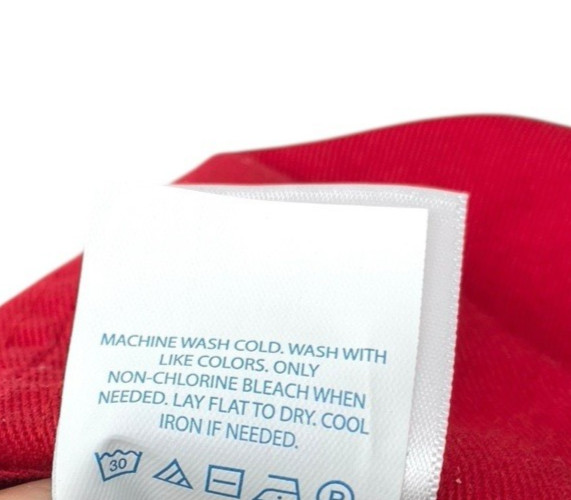 MACHINE WASH COLD. WASH WITH
LIKE COLORS. ONLY
NON-CHLORINE BLEACH WHEN
NEEDED. LAY FLAT TO DRY. COOL
IRON IF NEEDED.
30 P